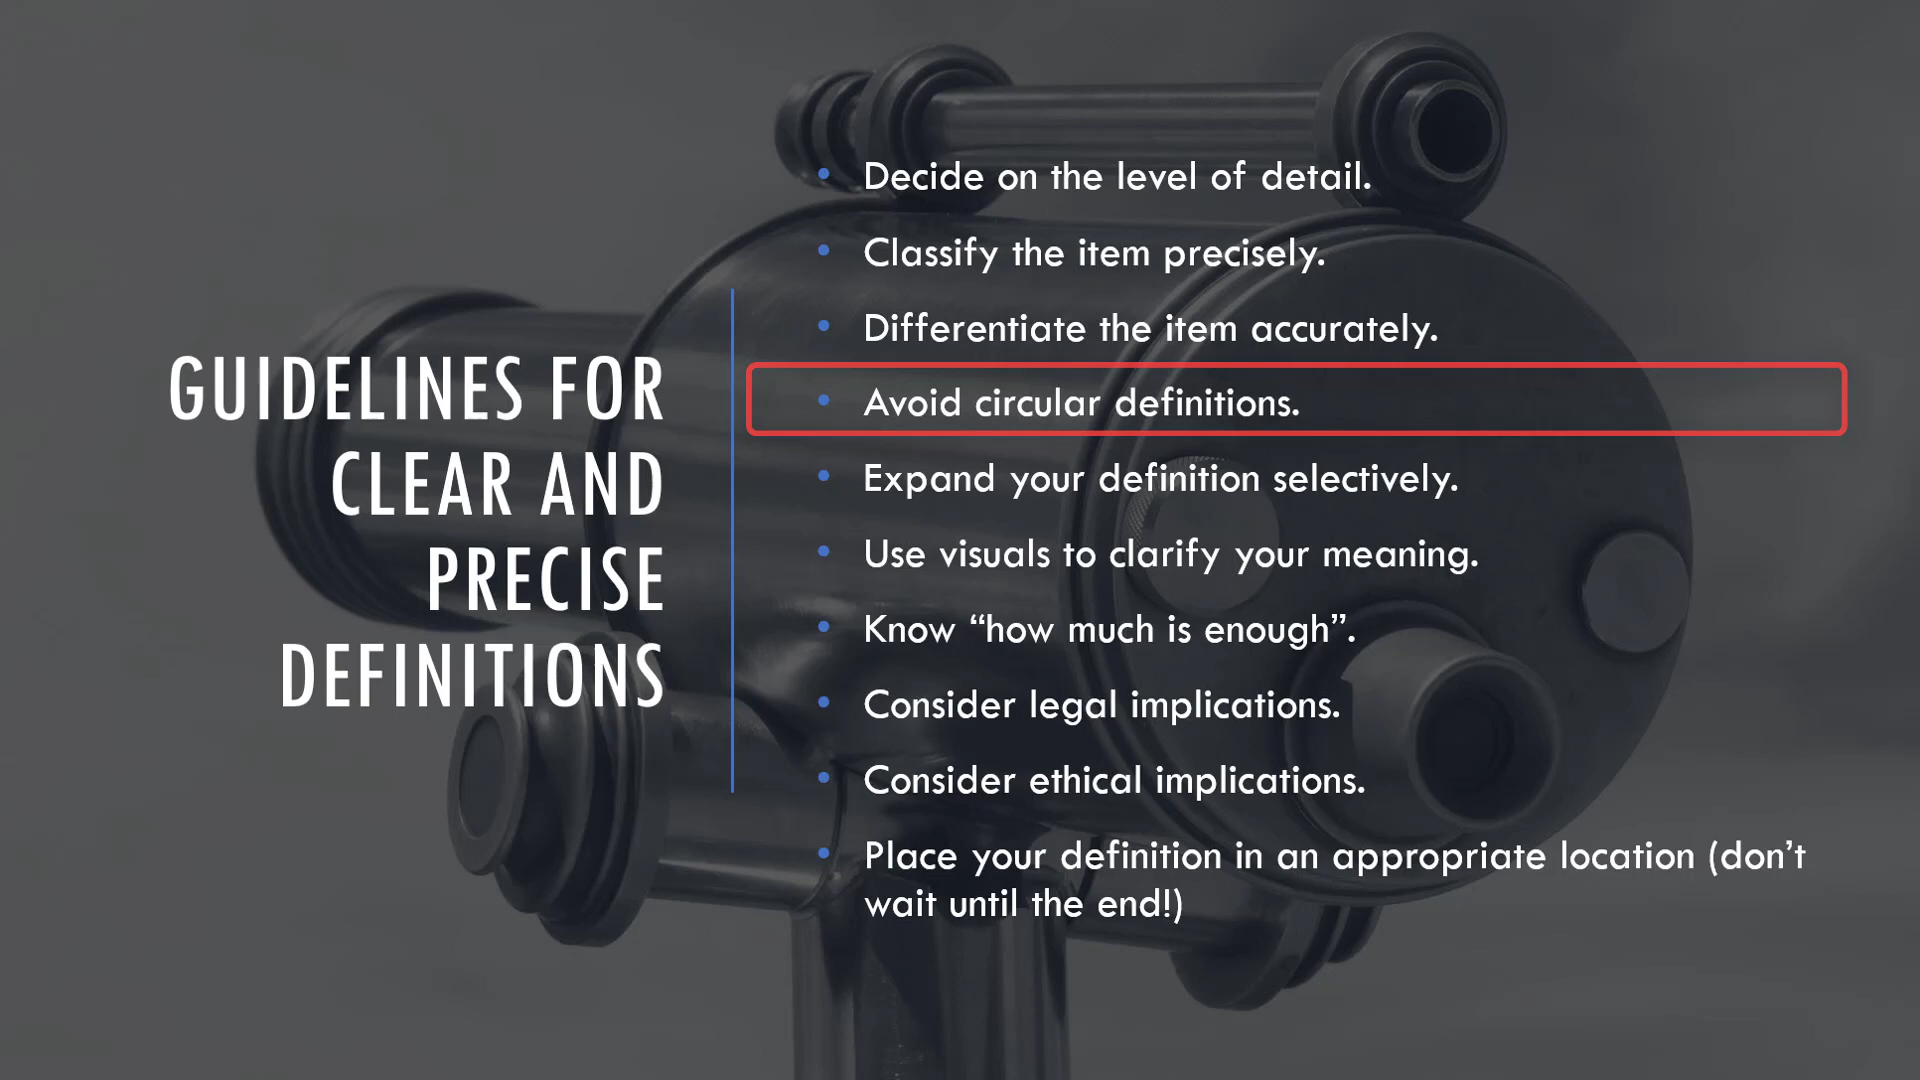 GUIDELINES FOR
CLEAR AND
PRECISE
DEFINITIONS
• Decide on the level of detail.
• Classify the item precisely.
• Differentiate the item accurately.
• Avoid circular definitions.
• Expand your definition selectively.
• Use visuals to clarify your meaning.
• Know “how much is enough”.
• Consider legal implications.
• Consider ethical implications.
• Place your definition in an appropriate location (don’t
wait until the end!)